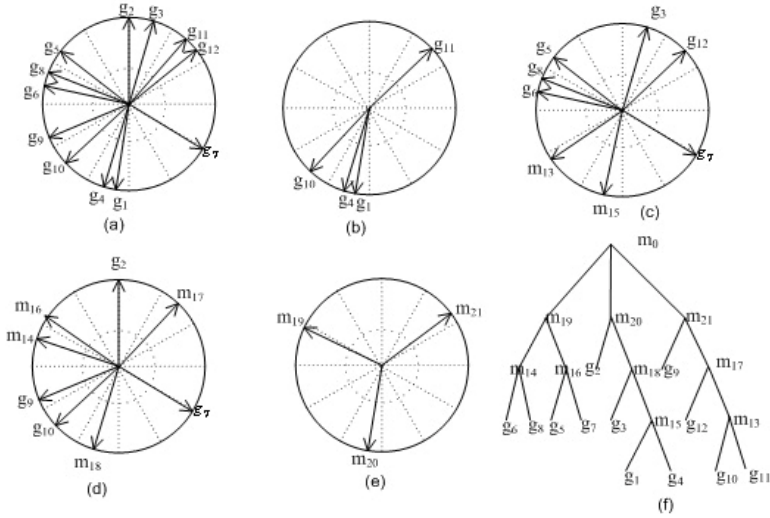 g2 g3
g11
g12
g5
g8
g6
g9
g10
g4 g1
g7
(a)
g11
g10
g4 g1
(b)
g3
g12
g5
g8
g6
m13
m15
g7
(c)
g2
m17
m16
m14
g9
g10
m18
g7
(d)
m19
m21
m20
(e)
m0
m19 m20 m21
m14 m16 g2 m18 g9 m17
g6 g8 g5 g7 g3 m15 g12 m13
g1 g4 g10 g11
(f)